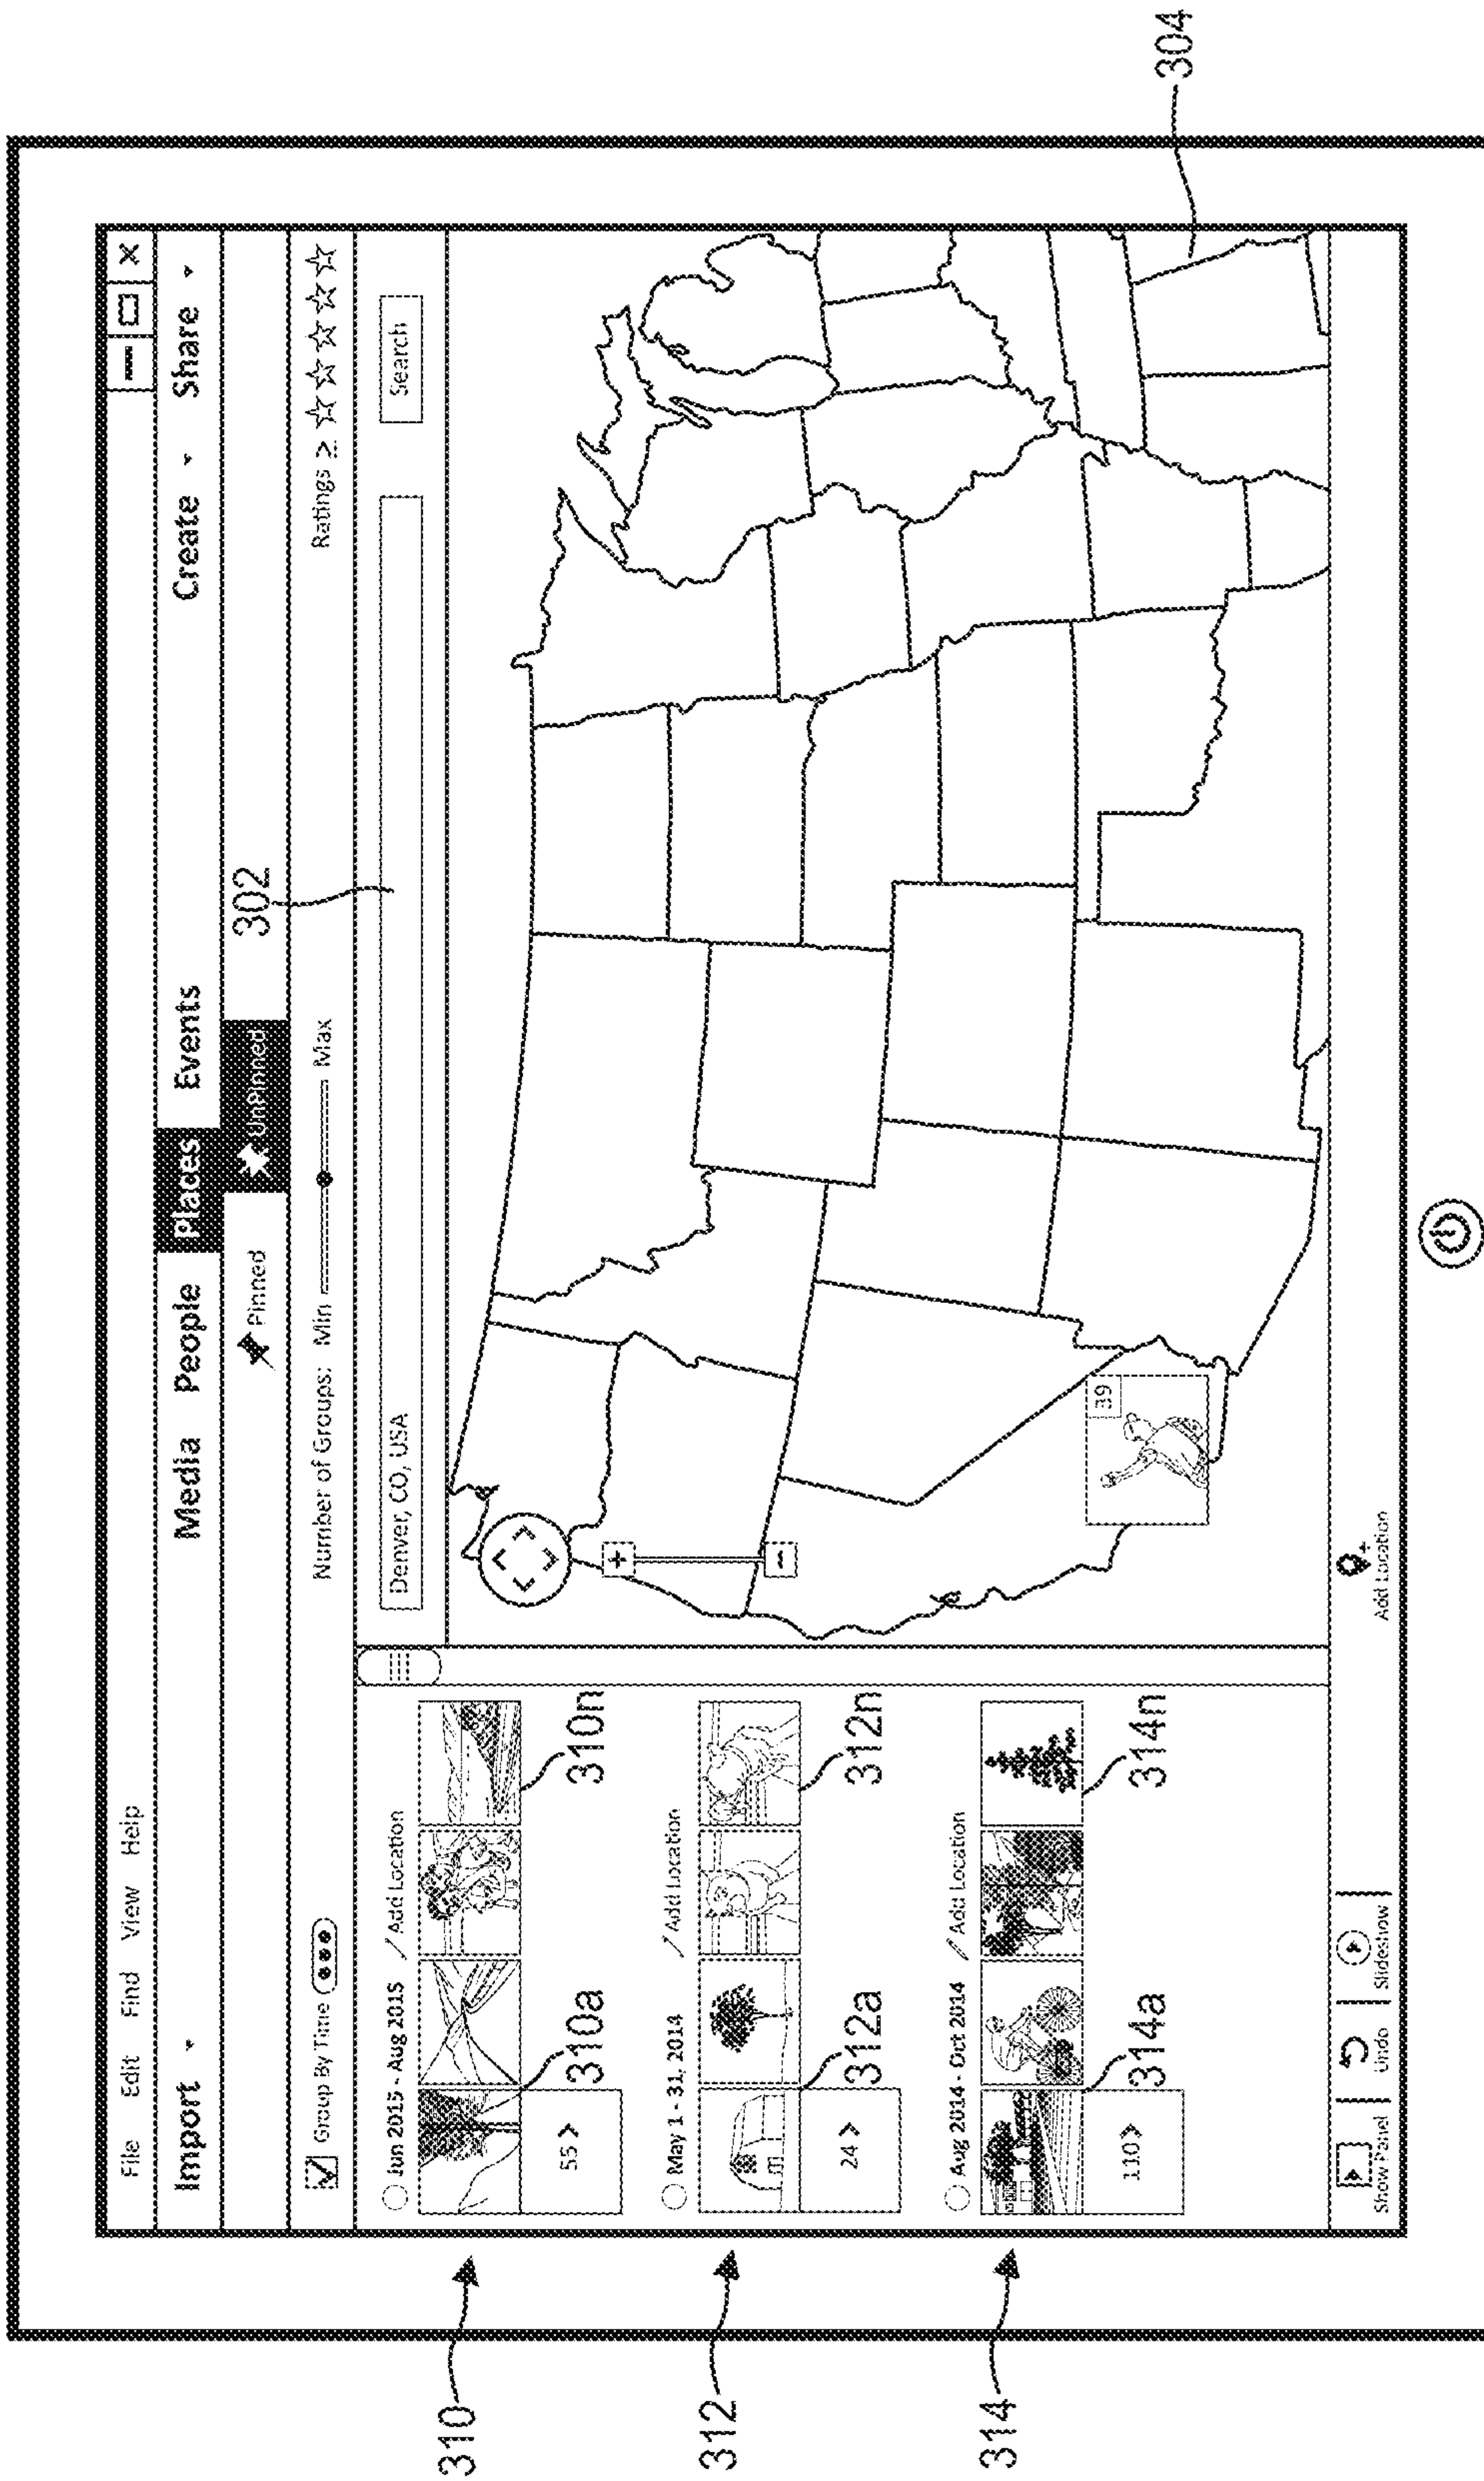 File Edit Find View Help
Import Media People Places Events Create Share
Pinned UnPinned 302
Group By Time Number of Groups: Min Max Ratings ≥
Denver, CO, USA Search
310 Jun 2015 - Aug 2015 Add Location
55 >
310a 310n
312 May 1 - 31, 2014 Add Location
24 >
312a 312n
314 Aug 2014 - Oct 2014 Add Location
110 >
314a 314n
39
304
Show Panel Undo Slideshow Add Location